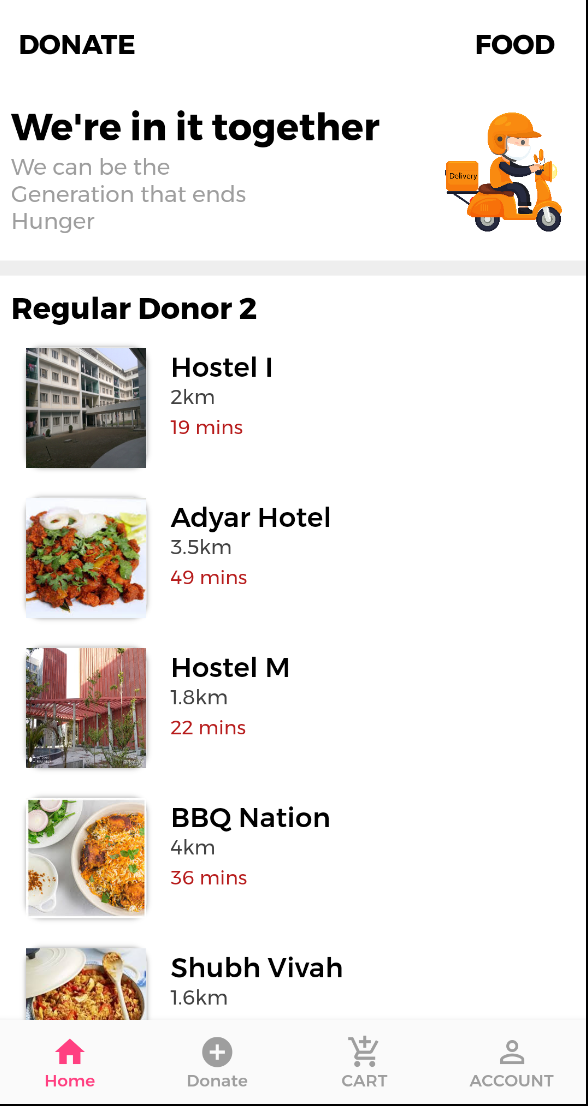 DONATE
FOOD
We're in it together
We can be the
Generation that ends
Hunger
Delivery
Regular Donor 2
Hostel I
2km
19 mins
Adyar Hotel
3.5km
49 mins
Hostel M
1.8km
22 mins
BBQ Nation
4km
36 mins
Shubh Vivah
1.6km
Home
Donate
CART
ACCOUNT